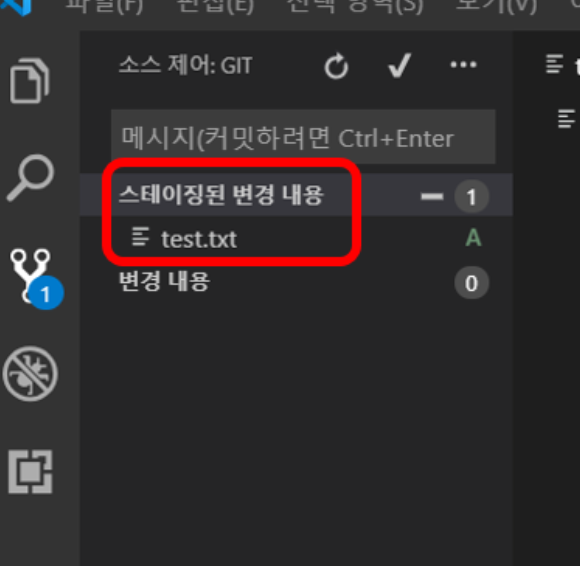 파일(F) 편집(E) 선택 영역(S) 보기(V)
소스 제어: GIT
메시지(커밋하려면 Ctrl+Enter
스테이징된 변경 내용 1
test.txt A
변경 내용 0
1